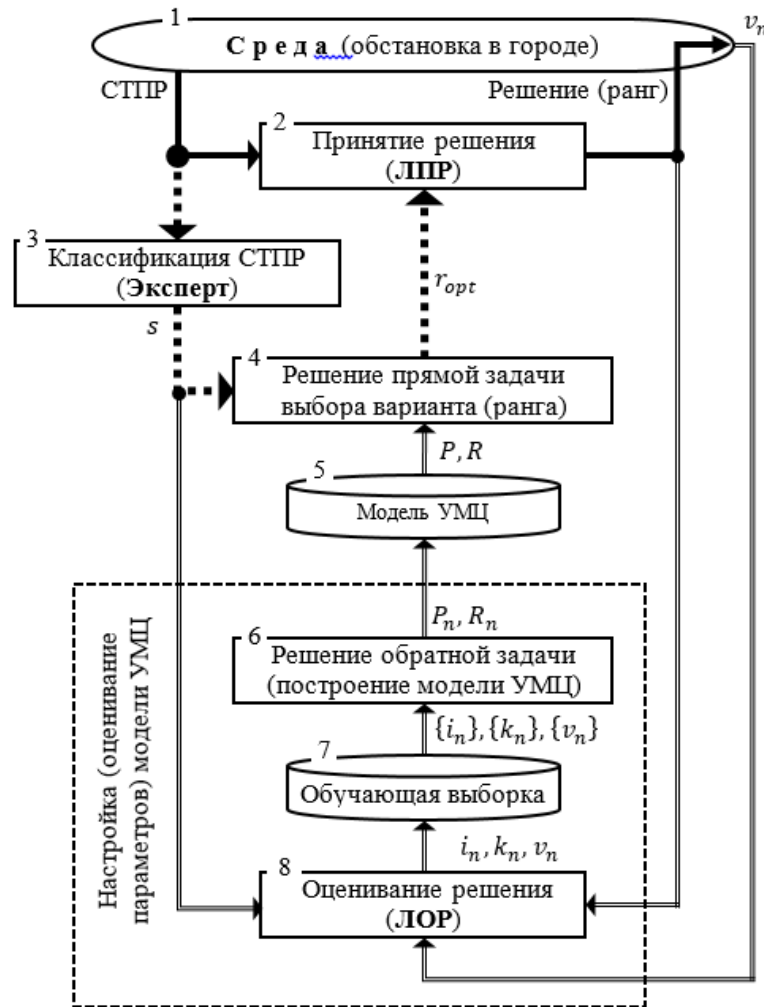 1
С р е д а (обстановка в городе)
v_n
СТПР
Решение (ранг)
2
Принятие решения
(ЛПР)
3
Классификация СТПР
(Эксперт)
s
r_opt
4
Решение прямой задачи
выбора варианта (ранга)
P, R
5
Модель УМЦ
P_n, R_n
6
Решение обратной задачи
(построение модели УМЦ)
{i_n}, {k_n}, {v_n}
7
Обучающая выборка
i_n, k_n, v_n
8
Оценивание решения
(ЛОР)
Настройка (оценивание
параметров) модели УМЦ